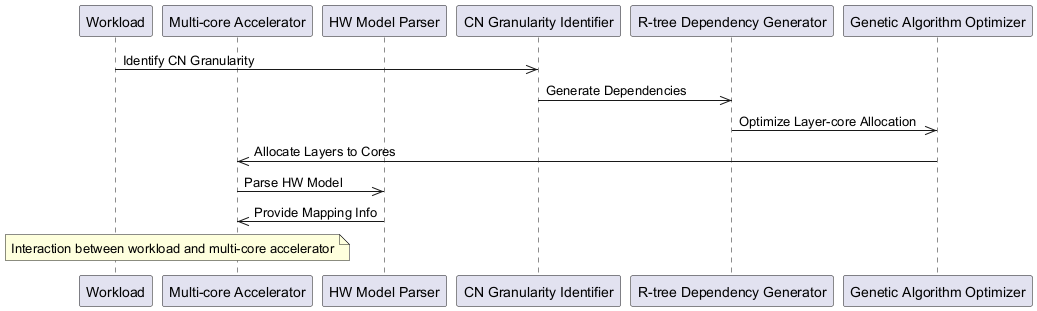 Workload
Multi-core Accelerator
HW Model Parser
CN Granularity Identifier
R-tree Dependency Generator
Genetic Algorithm Optimizer
Identify CN Granularity
Generate Dependencies
Optimize Layer-core Allocation
Allocate Layers to Cores
Parse HW Model
Provide Mapping Info
Interaction between workload and multi-core accelerator
Workload
Multi-core Accelerator
HW Model Parser
CN Granularity Identifier
R-tree Dependency Generator
Genetic Algorithm Optimizer